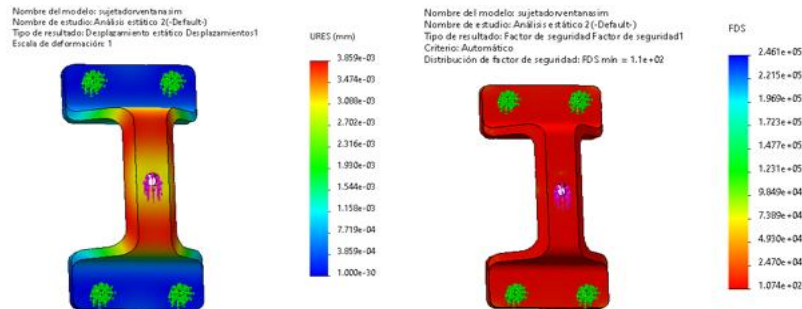 Nombre del modelo: sujetadorventanasim
Nombre de estudio: Análisis estático 2(-Default-)
Tipo de resultado: Desplazamiento estático Desplazamientos1
Escala de deformación: 1
URES (mm)
3.859e-03
3.474e-03
3.088e-03
2.702e-03
2.316e-03
1.930e-03
1.544e-03
1.158e-03
7.719e-04
3.859e-04
1.000e-30
Nombre del modelo: sujetadorventanasim
Nombre de estudio: Análisis estático 2(-Default-)
Tipo de resultado: Factor de seguridad Factor de seguridad1
Criterio: Automático
Distribución de factor de seguridad: FDS mín = 1.1e+02
FDS
2.461e+05
2.215e+05
1.969e+05
1.723e+05
1.477e+05
1.230e+05
9.849e+04
7.389e+04
4.930e+04
2.470e+04
1.074e+02